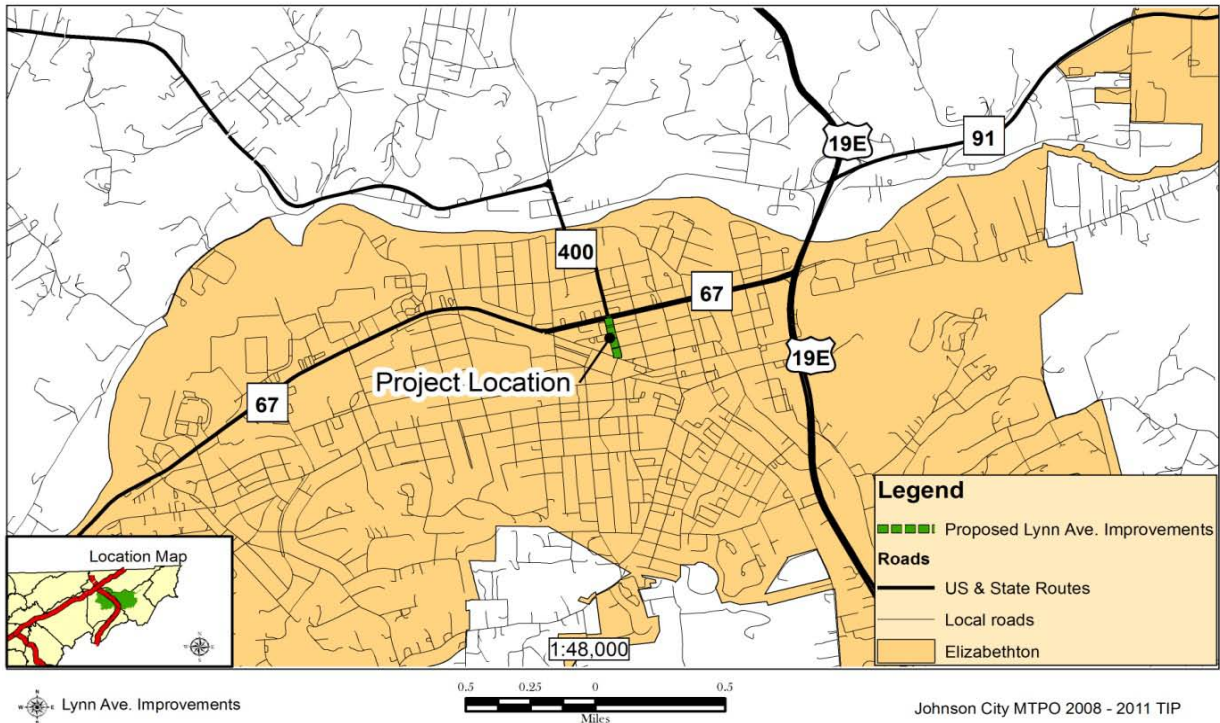 19E
91
400
67
67
19E
Project Location
Legend
Proposed Lynn Ave. Improvements
Roads
US & State Routes
Local roads
Elizabethton
Location Map
N
1:48,000
N
W E
S
Lynn Ave. Improvements
0.5 0.25 0 0.5
Miles
Johnson City MTPO 2008 - 2011 TIP